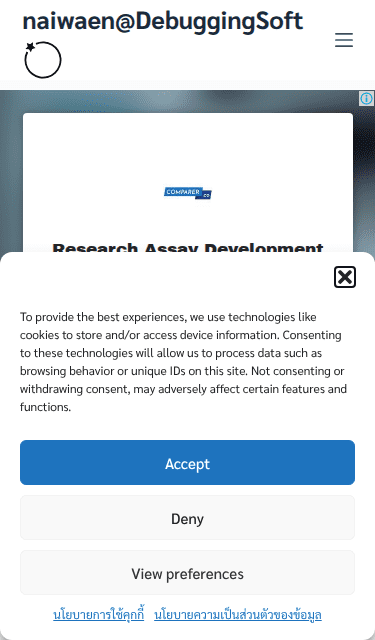 naiwaen@DebuggingSoft
COMPARER.CO
Research Assay Development
To provide the best experiences, we use technologies like
cookies to store and/or access device information. Consenting
to these technologies will allow us to process data such as
browsing behavior or unique IDs on this site. Not consenting or
withdrawing consent, may adversely affect certain features and
functions.
Accept
Deny
View preferences
นโยบายการใช้คุกกี้ นโยบายความเป็นส่วนตัวของข้อมูล